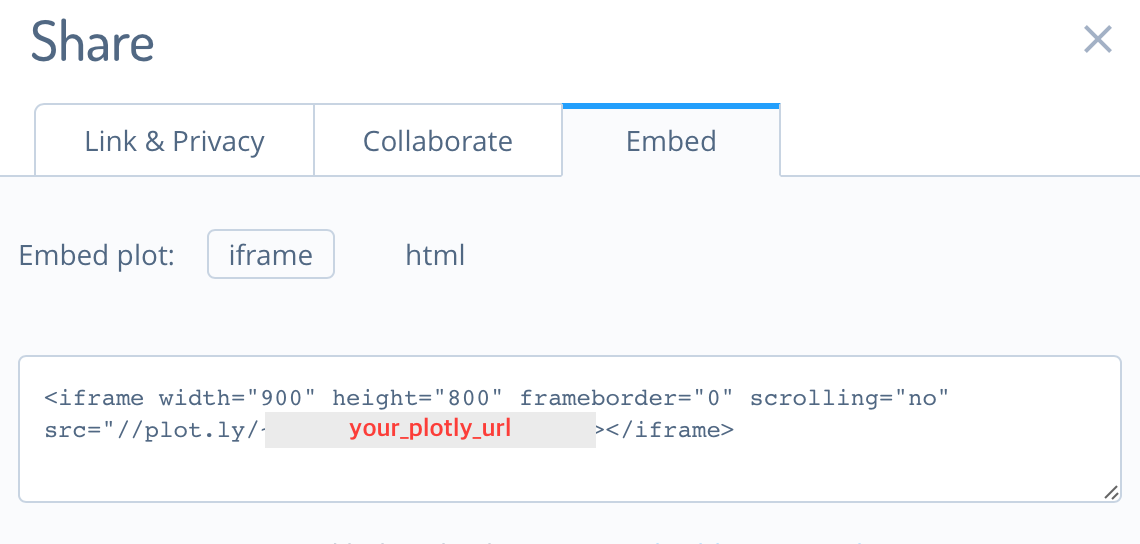 Share
Link & Privacy
Collaborate
Embed
Embed plot:
iframe
html
<iframe width="900" height="800" frameborder="0" scrolling="no"
src="//plot.ly/~ your_plotly_url ></iframe>